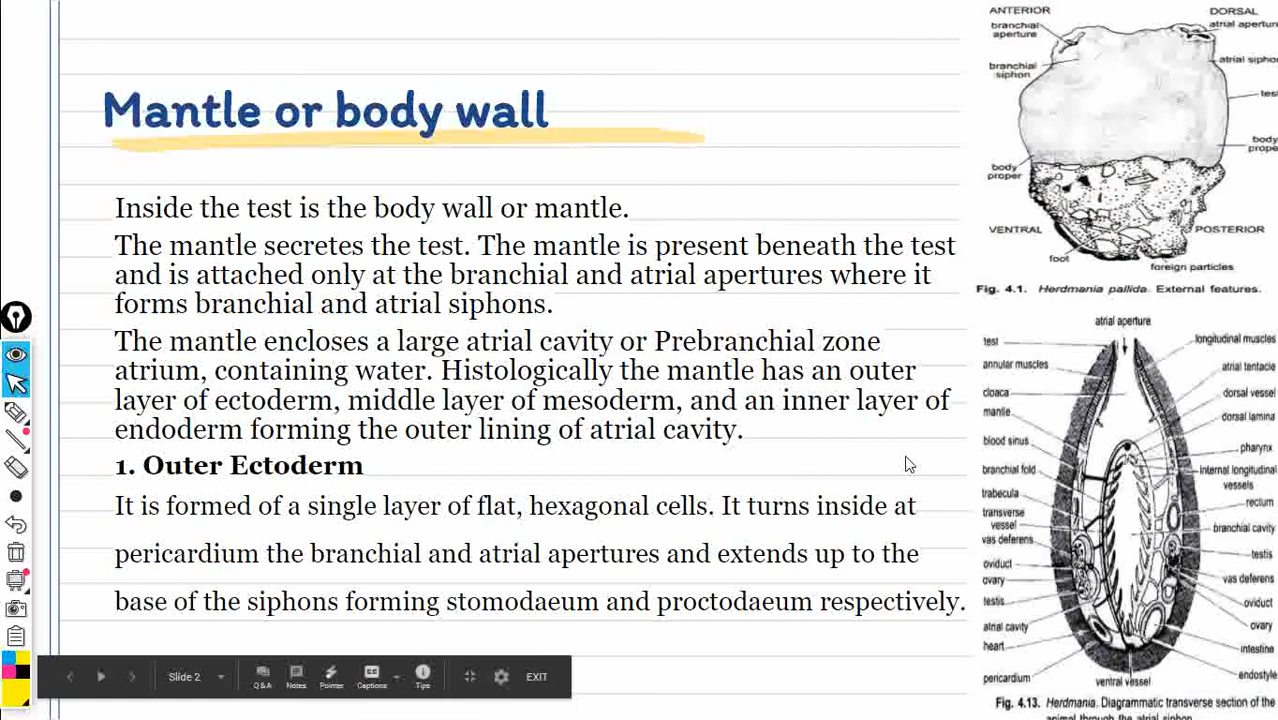 Mantle or body wall
Inside the test is the body wall or mantle.
The mantle secretes the test. The mantle is present beneath the test
and is attached only at the branchial and atrial apertures where it
forms branchial and atrial siphons.
The mantle encloses a large atrial cavity or Prebranchial zone
atrium, containing water. Histologically the mantle has an outer
layer of ectoderm, middle layer of mesoderm, and an inner layer of
endoderm forming the outer lining of atrial cavity.
1. Outer Ectoderm
It is formed of a single layer of flat, hexagonal cells. It turns inside at
pericardium the branchial and atrial apertures and extends up to the
base of the siphons forming stomodaeum and proctodaeum respectively.
ANTERIOR
branchial
aperture
branchial
siphon
body
proper
VENTRAL
foot
DORSAL
atrial aperture
atrial siphon
test
body
proper
POSTERIOR
foreign particles
Fig. 4.1. Herdmania pallida. External features.
atrial aperture
test
annular muscles
cloaca
mantle
blood sinus
branchial fold
trabecula
transverse
vessel
vas deferens
oviduct
ovary
testis
atrial cavity
heart
pericardium
longitudinal muscles
atrial tentacle
dorsal vessel
dorsal lamina
pharynx
internal longitudinal
vessels
rectum
branchial cavity
testis
vas deferens
oviduct
ovary
intestine
endostyle
ventral vessel
Fig. 4.13. Herdmania. Diagrammatic transverse section of the
animal through the atrial siphon
Slide 2
Q&A
Notes
Pointer
CC
Captions
Tips
EXIT